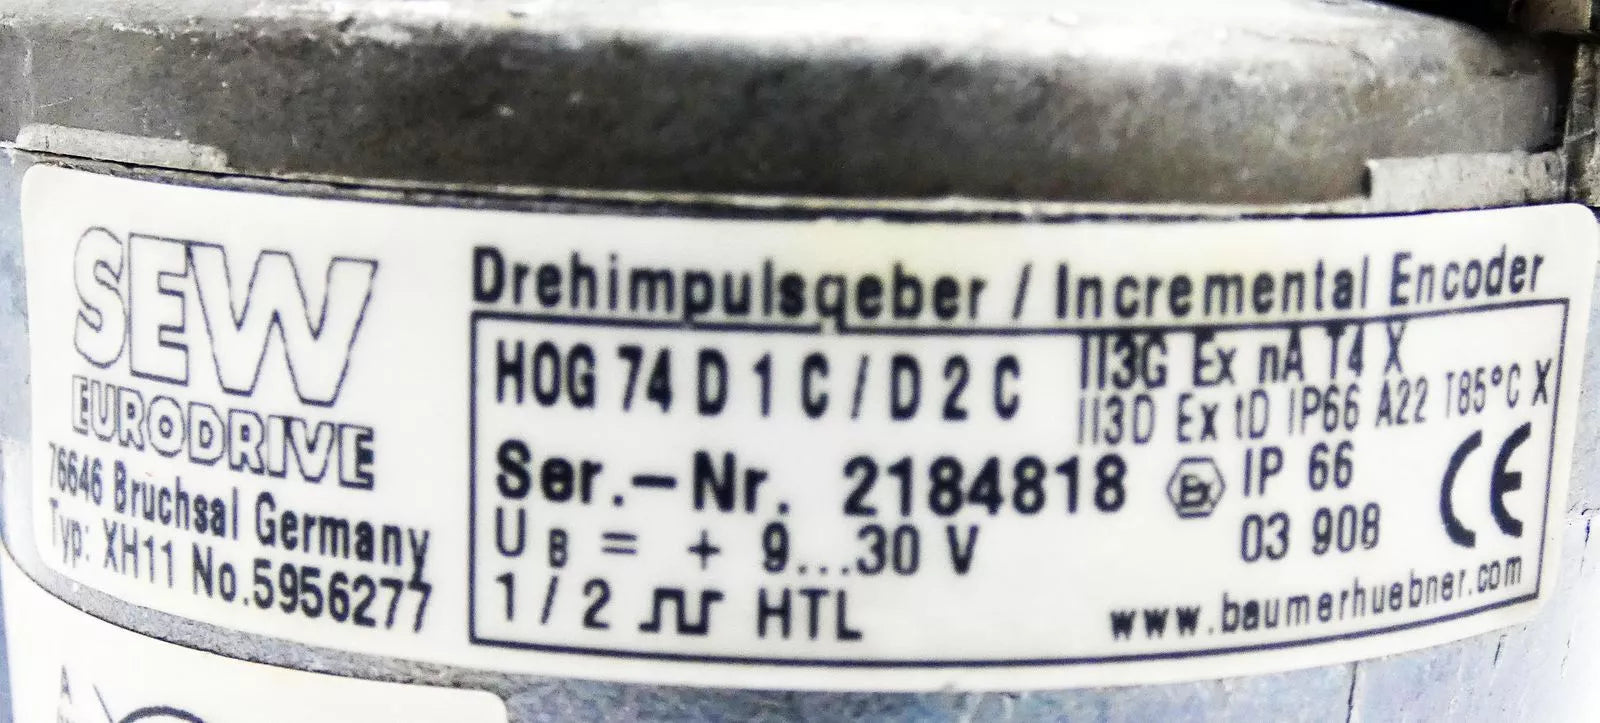 SEW
EURODRIVE
76646 Bruchsal Germany
Typ: XH11 No.5956277
Drehimpulsgeber / Incremental Encoder
HOG 74 D 1 C / D 2 C
II3G Ex nA T4 X
II3D Ex tD IP66 A22 T85°C X
Ser.-Nr. 2184818
Ex IP 66
CE
UB = + 9...30 V
03 908
1 / 2 HTL
www.baumerhuebner.com
A